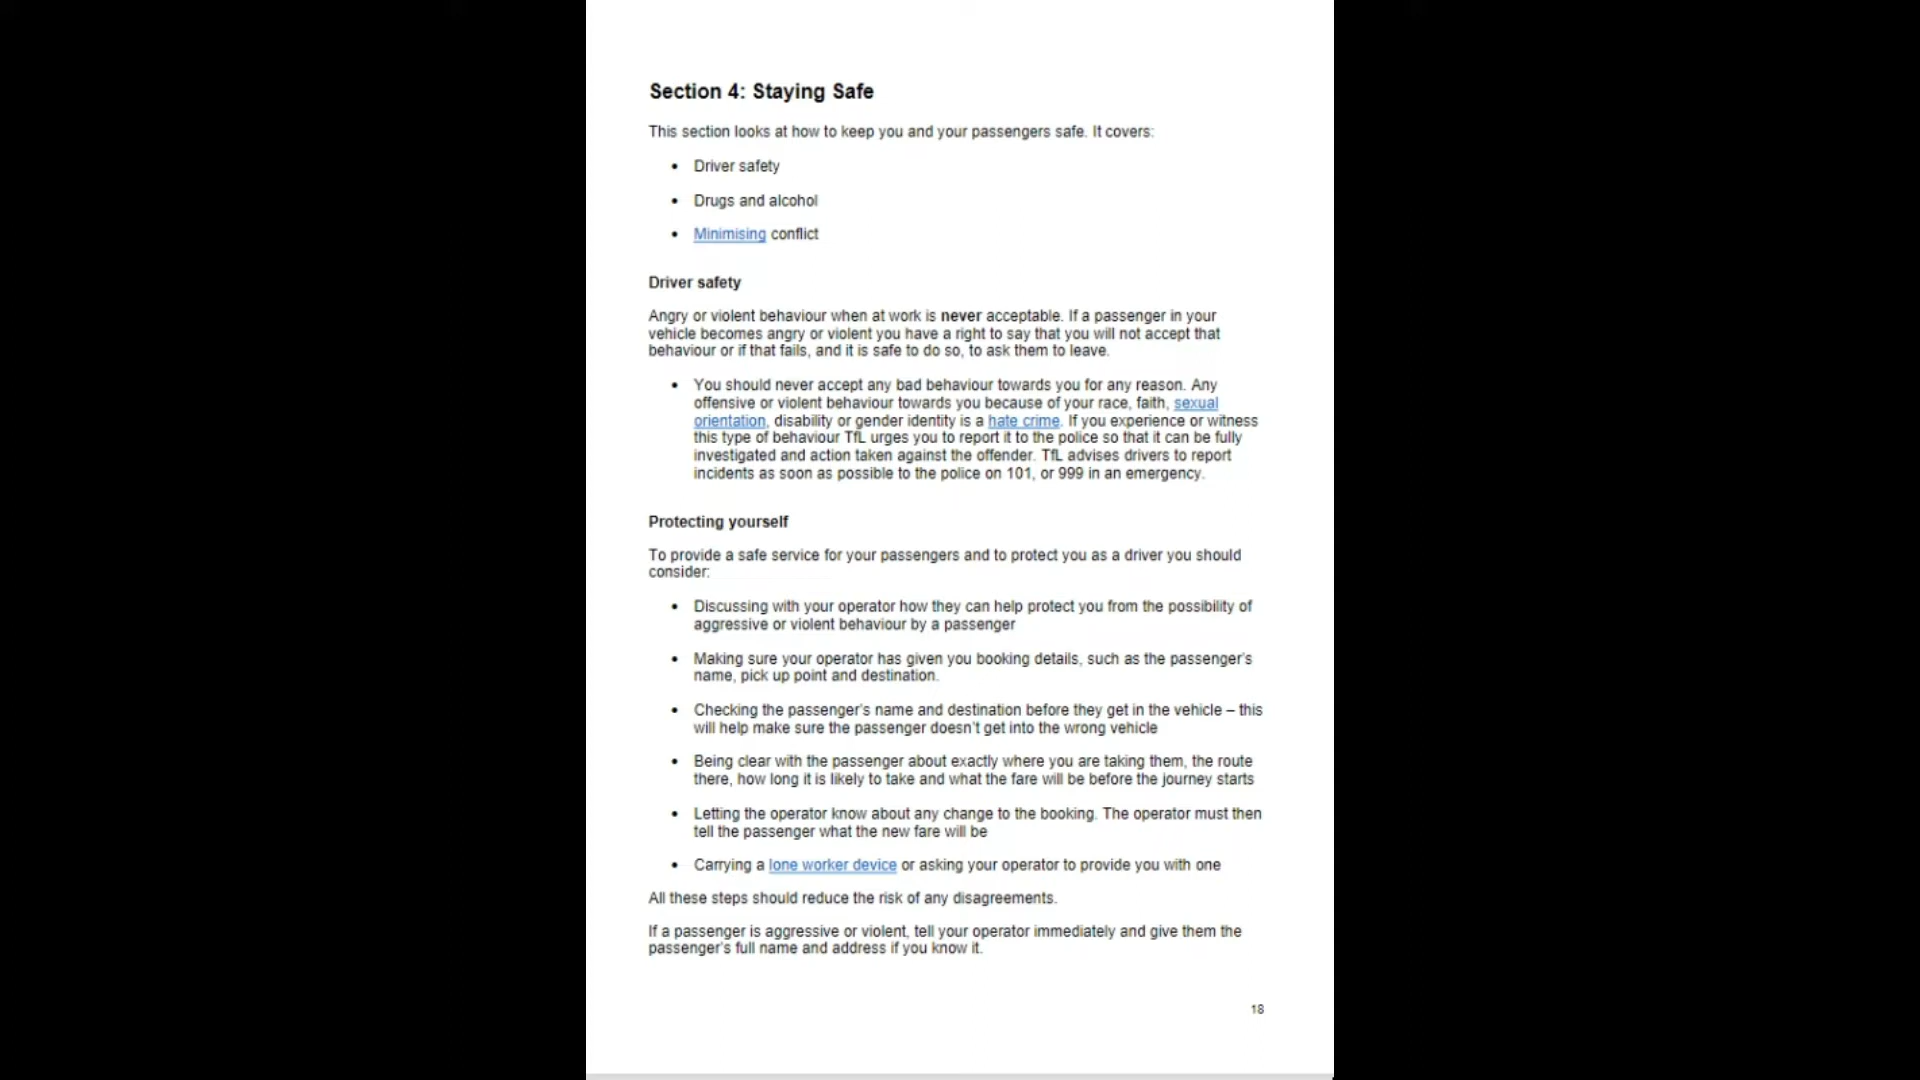 Section 4: Staying Safe
This section looks at how to keep you and your passengers safe. It covers:
• Driver safety
• Drugs and alcohol
• Minimising conflict
Driver safety
Angry or violent behaviour when at work is never acceptable. If a passenger in your
vehicle becomes angry or violent you have a right to say that you will not accept that
behaviour or if that fails, and it is safe to do so, to ask them to leave.
• You should never accept any bad behaviour towards you for any reason. Any
offensive or violent behaviour towards you because of your race, faith, sexual
orientation, disability or gender identity is a hate crime. If you experience or witness
this type of behaviour TfL urges you to report it to the police so that it can be fully
investigated and action taken against the offender. TfL advises drivers to report
incidents as soon as possible to the police on 101, or 999 in an emergency.
Protecting yourself
To provide a safe service for your passengers and to protect you as a driver you should
consider:
• Discussing with your operator how they can help protect you from the possibility of
aggressive or violent behaviour by a passenger
• Making sure your operator has given you booking details, such as the passenger's
name, pick up point and destination.
• Checking the passenger's name and destination before they get in the vehicle – this
will help make sure the passenger doesn't get into the wrong vehicle
• Being clear with the passenger about exactly where you are taking them, the route
there, how long it is likely to take and what the fare will be before the journey starts
• Letting the operator know about any change to the booking. The operator must then
tell the passenger what the new fare will be
• Carrying a lone worker device or asking your operator to provide you with one
All these steps should reduce the risk of any disagreements.
If a passenger is aggressive or violent, tell your operator immediately and give them the
passenger's full name and address if you know it.
18